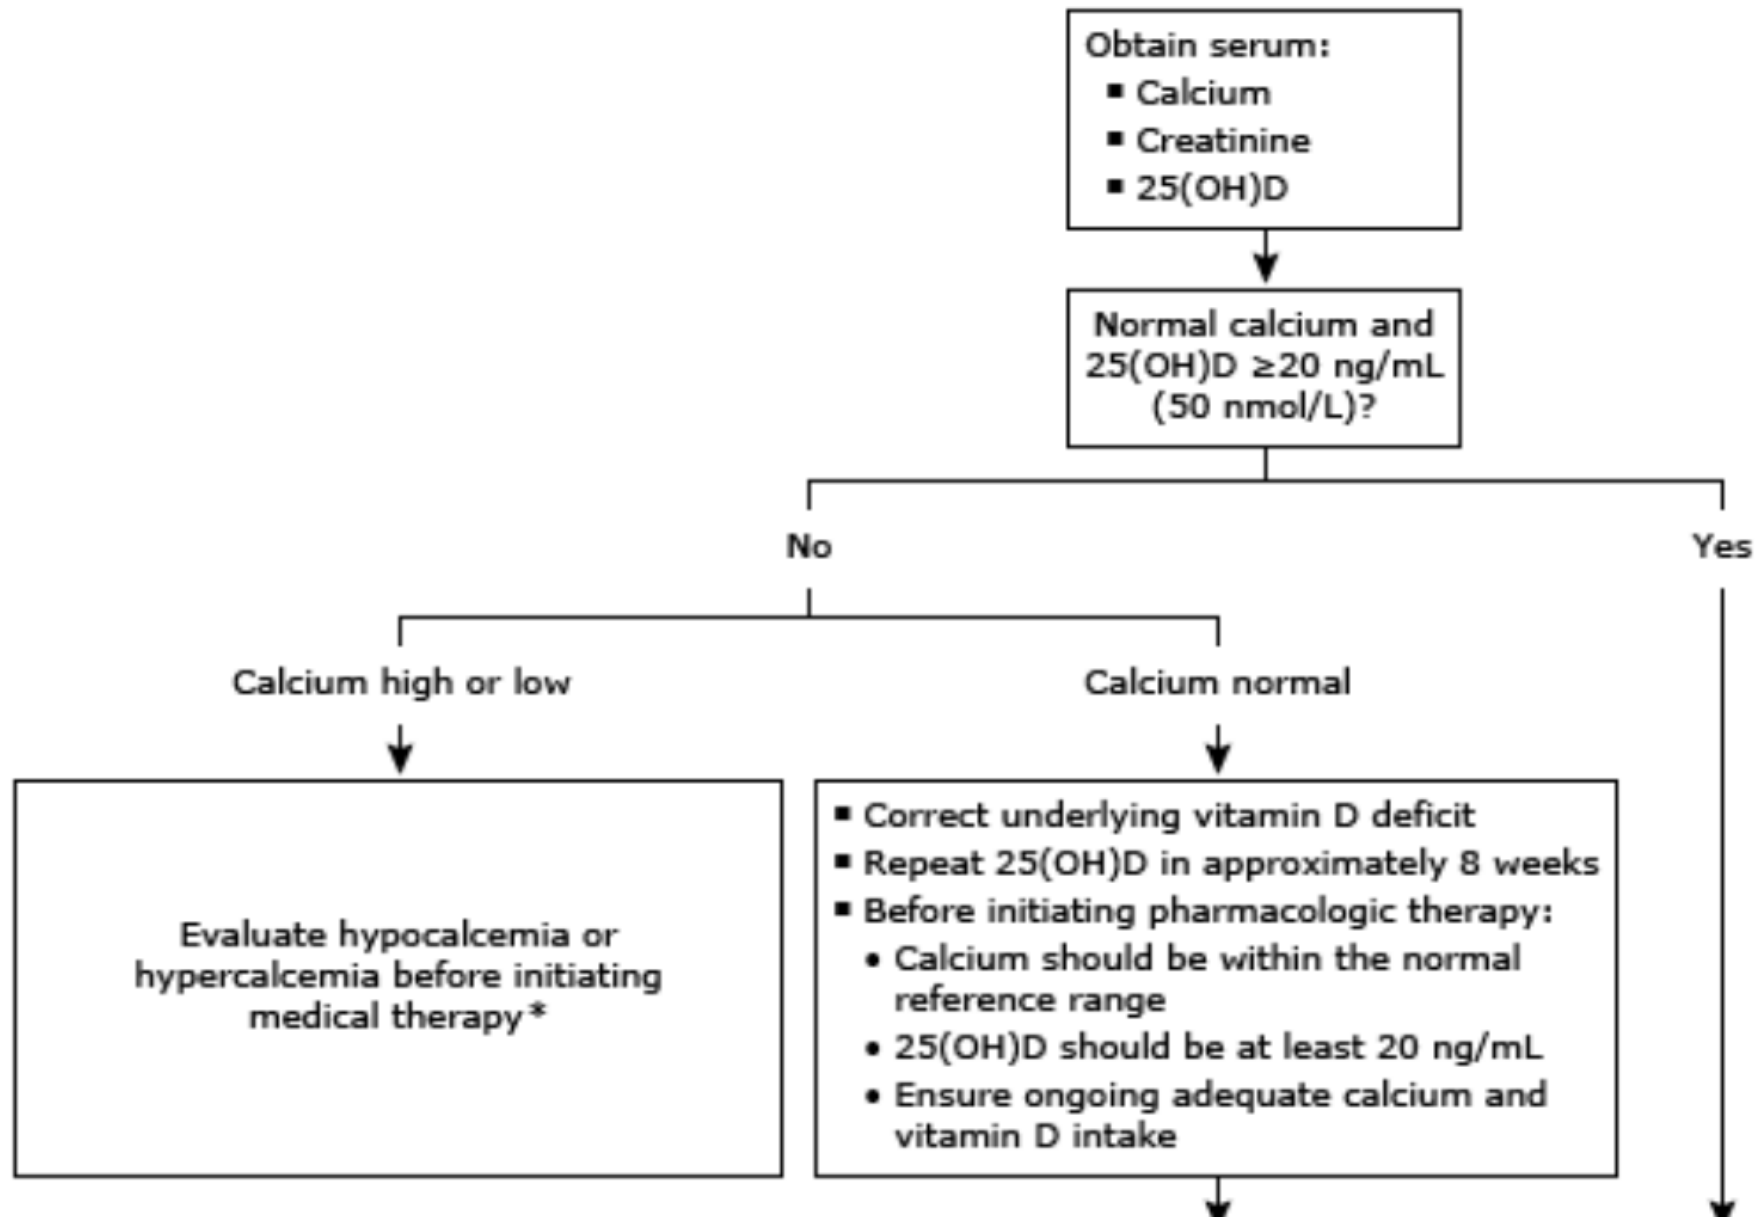 Obtain serum:
▪ Calcium
▪ Creatinine
▪ 25(OH)D
Normal calcium and
25(OH)D ≥20 ng/mL
(50 nmol/L)?
No
Yes
Calcium high or low
Calcium normal
Evaluate hypocalcemia or
hypercalcemia before initiating
medical therapy*
▪ Correct underlying vitamin D deficit
▪ Repeat 25(OH)D in approximately 8 weeks
▪ Before initiating pharmacologic therapy:
• Calcium should be within the normal
reference range
• 25(OH)D should be at least 20 ng/mL
• Ensure ongoing adequate calcium and
vitamin D intake